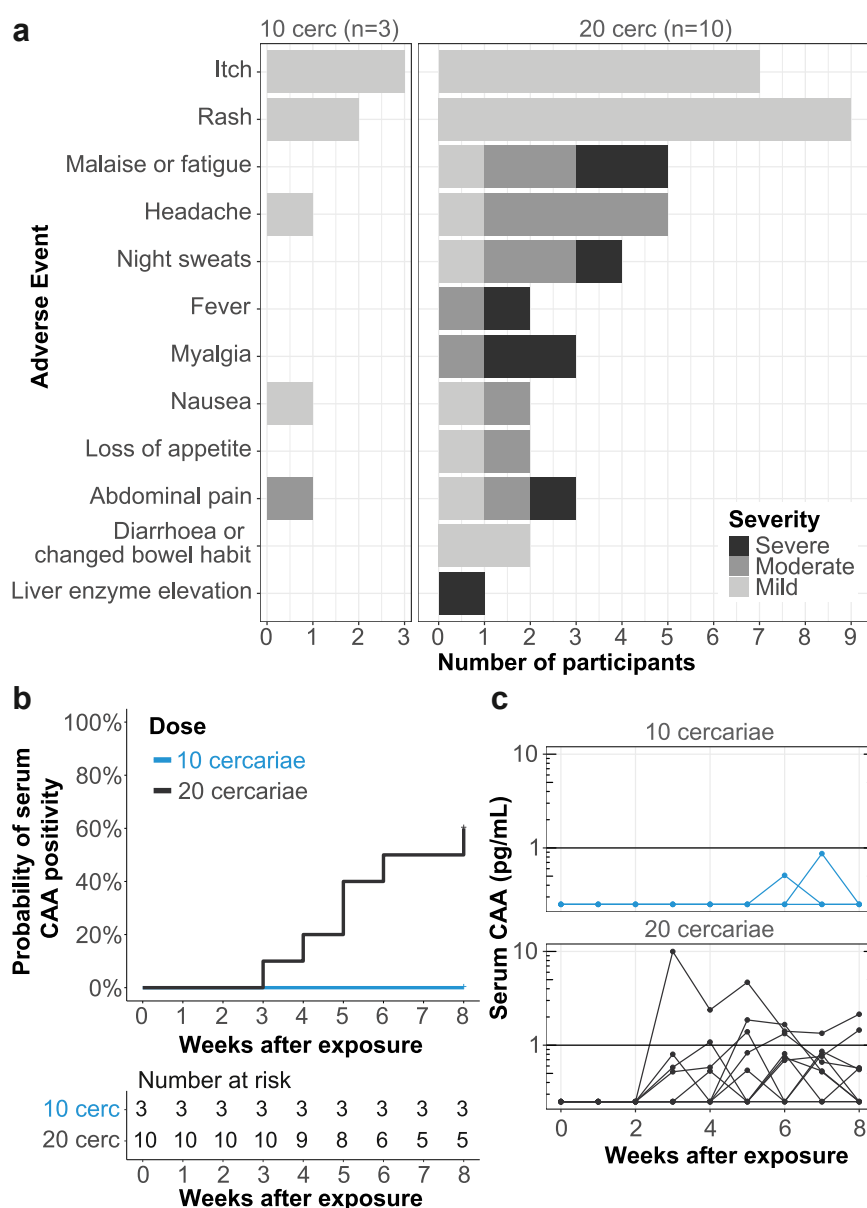 a
10 cerc (n=3)
20 cerc (n=10)
Adverse Event
Itch
Rash
Malaise or fatigue
Headache
Night sweats
Fever
Myalgia
Nausea
Loss of appetite
Abdominal pain
Diarrhoea or
changed bowel habit
Liver enzyme elevation
Severity
Severe
Moderate
Mild
0 1 2 3
0 1 2 3 4 5 6 7 8 9
Number of participants
b
Probability of serum
CAA positivity
100%
80%
60%
40%
20%
0%
Dose
10 cercariae
20 cercariae
0 1 2 3 4 5 6 7 8
Weeks after exposure
Number at risk
10 cerc 3 3 3 3 3 3 3 3 3
20 cerc 10 10 10 10 9 8 6 5 5
0 1 2 3 4 5 6 7 8
Weeks after exposure
c
Serum CAA (pg/mL)
10 cercariae
10
1
20 cercariae
10
1
0 2 4 6 8
Weeks after exposure